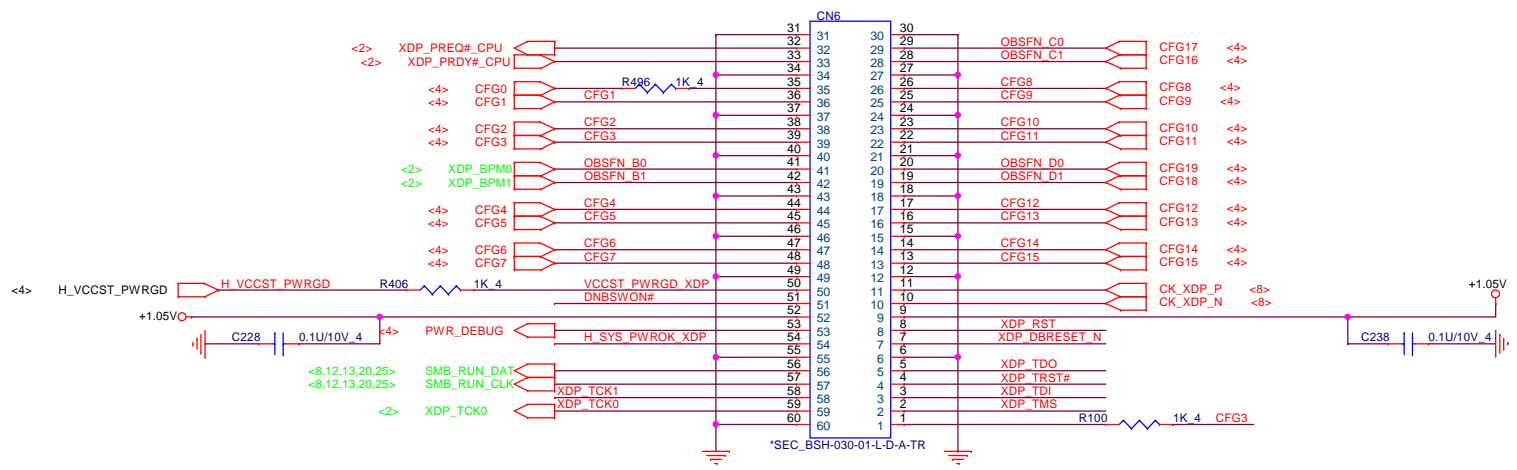 CN6
31 31 30 30
<2> XDP_PREQ#_CPU 32 32 29 29 OBSFN_C0 CFG17 <4>
<2> XDP_PRDY#_CPU 33 33 28 28 OBSFN_C1 CFG16 <4>
34 34 27 27
<4> CFG0 R496 1K_4 35 35 26 26 CFG8 CFG8 <4>
<4> CFG1 CFG1 36 36 25 25 CFG9 CFG9 <4>
37 37 24 24
<4> CFG2 CFG2 38 38 23 23 CFG10 CFG10 <4>
<4> CFG3 CFG3 39 39 22 22 CFG11 CFG11 <4>
40 40 21 21
<2> XDP_BPM0 OBSFN_B0 41 41 20 20 OBSFN_D0 CFG19 <4>
<2> XDP_BPM1 OBSFN_B1 42 42 19 19 OBSFN_D1 CFG18 <4>
43 43 18 18
<4> CFG4 CFG4 44 44 17 17 CFG12 CFG12 <4>
<4> CFG5 CFG5 45 45 16 16 CFG13 CFG13 <4>
46 46 15 15
<4> CFG6 CFG6 47 47 14 14 CFG14 CFG14 <4>
<4> CFG7 CFG7 48 48 13 13 CFG15 CFG15 <4>
49 49 12 12
<4> H_VCCST_PWRGD H_VCCST_PWRGD R406 1K_4 VCCST_PWRGD_XDP 50 50 11 11 CK_XDP_P <8>
DNBSWON# 51 51 10 10 CK_XDP_N <8>
+1.05V 52 52 9 9 +1.05V
<4> PWR_DEBUG 53 53 8 8 XDP_RST
C228 0.1U/10V_4 H_SYS_PWROK_XDP 54 54 7 7 XDP_DBRESET_N C238 0.1U/10V_4
55 55 6 6
<8,12,13,20,25> SMB_RUN_DAT 56 56 5 5 XDP_TDO
<8,12,13,20,25> SMB_RUN_CLK 57 57 4 4 XDP_TRST#
XDP_TCK1 58 58 3 3 XDP_TDI
<2> XDP_TCK0 XDP_TCK0 59 59 2 2 XDP_TMS
60 60 1 1 R100 1K_4 CFG3
*SEC_BSH-030-01-L-D-A-TR